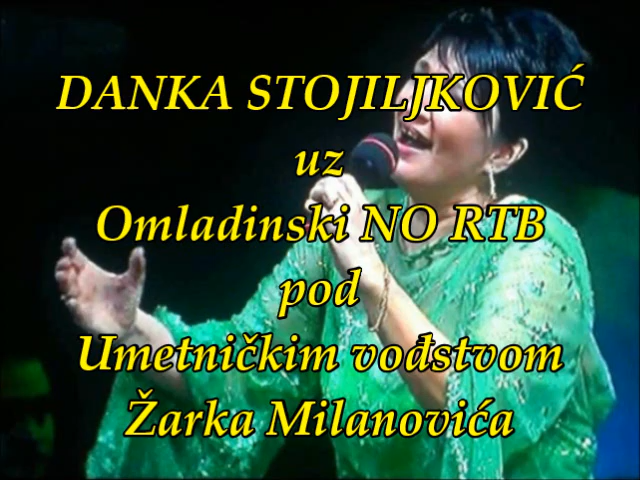 DANKA STOJILJKOVIĆ
uz
Omladinski NO RTB
pod
Umetničkim vođstvom
Žarka Milanovića